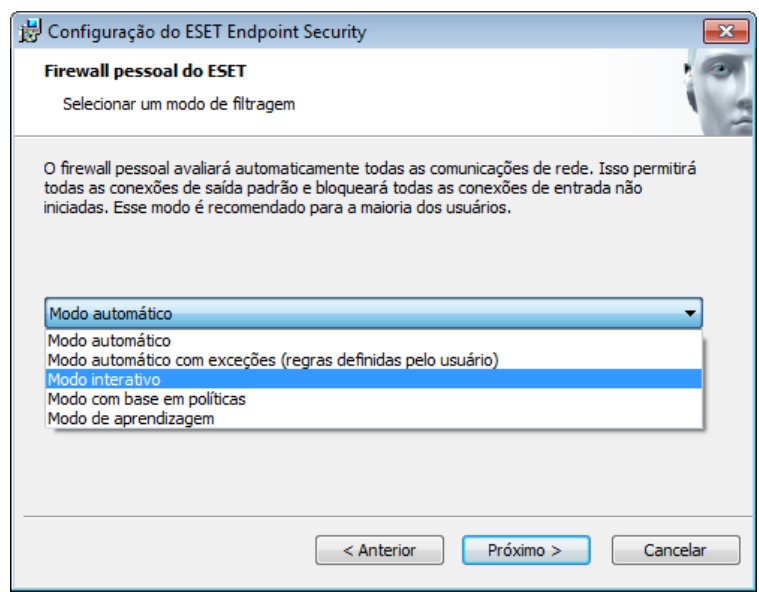 Configuração do ESET Endpoint Security
Firewall pessoal do ESET
Selecionar um modo de filtragem
O firewall pessoal avaliará automaticamente todas as comunicações de rede. Isso permitirá
todas as conexões de saída padrão e bloqueará todas as conexões de entrada não
iniciadas. Esse modo é recomendado para a maioria dos usuários.
Modo automático
Modo automático
Modo automático com exceções (regras definidas pelo usuário)
Modo interativo
Modo com base em políticas
Modo de aprendizagem
< Anterior
Próximo >
Cancelar